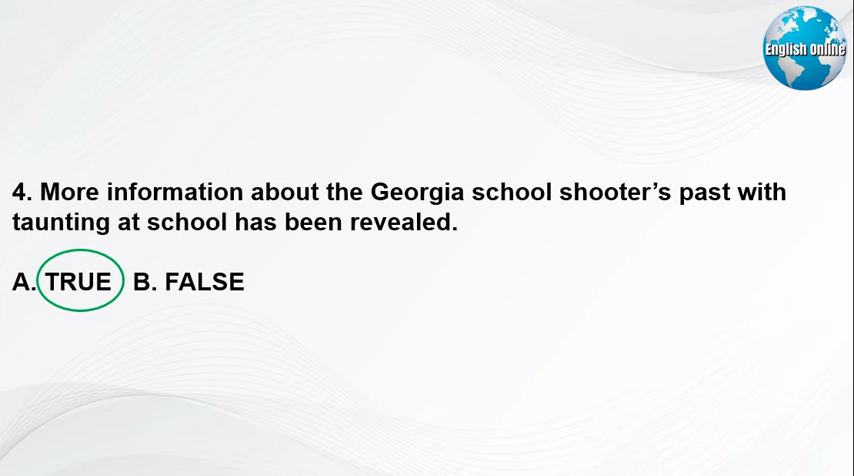 English Online
4. More information about the Georgia school shooter’s past with
taunting at school has been revealed.
A. TRUE B. FALSE